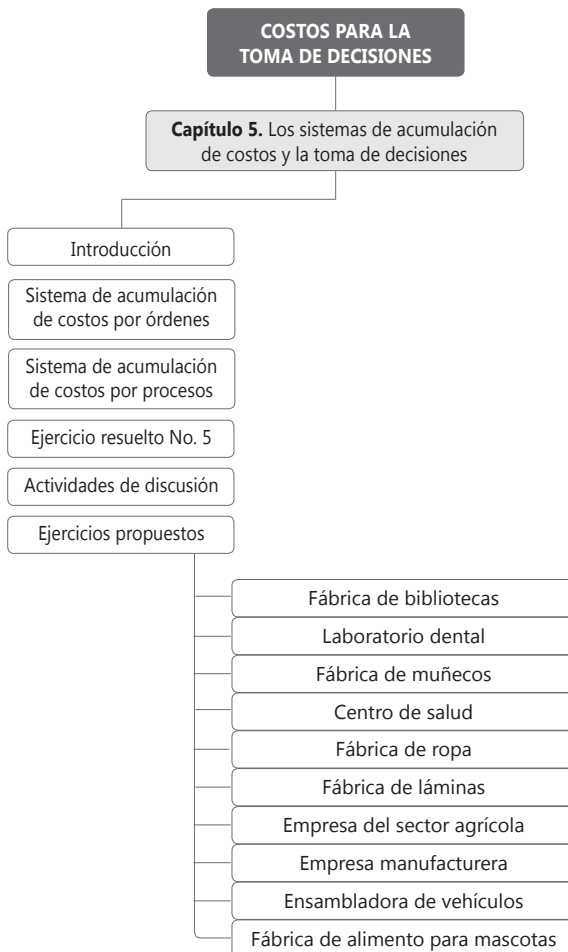 COSTOS PARA LA
TOMA DE DECISIONES
Capítulo 5. Los sistemas de acumulación
de costos y la toma de decisiones
Introducción
Sistema de acumulación
de costos por órdenes
Sistema de acumulación
de costos por procesos
Ejercicio resuelto No. 5
Actividades de discusión
Ejercicios propuestos
Fábrica de bibliotecas
Laboratorio dental
Fábrica de muñecos
Centro de salud
Fábrica de ropa
Fábrica de láminas
Empresa del sector agrícola
Empresa manufacturera
Ensambladora de vehículos
Fábrica de alimento para mascotas